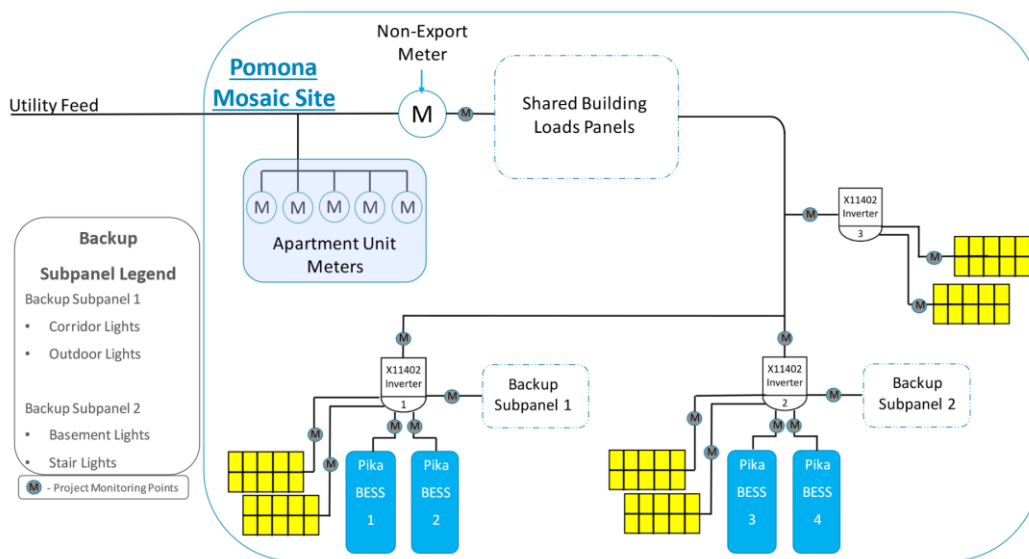 Non-Export
Meter
Pomona
Mosaic Site
Utility Feed
M
M
Shared Building
Loads Panels
M
M
M
M
M
Apartment Unit
Meters
Backup
Subpanel Legend
Backup Subpanel 1
• Corridor Lights
• Outdoor Lights
Backup Subpanel 2
• Basement Lights
• Stair Lights
M - Project Monitoring Points
M
X11402
Inverter
3
M
M
M
X11402
Inverter
1
M
Backup
Subpanel 1
M
M
M
M
Pika
BESS
1
Pika
BESS
2
M
X11402
Inverter
2
M
Backup
Subpanel 2
M
M
M
M
Pika
BESS
3
Pika
BESS
4